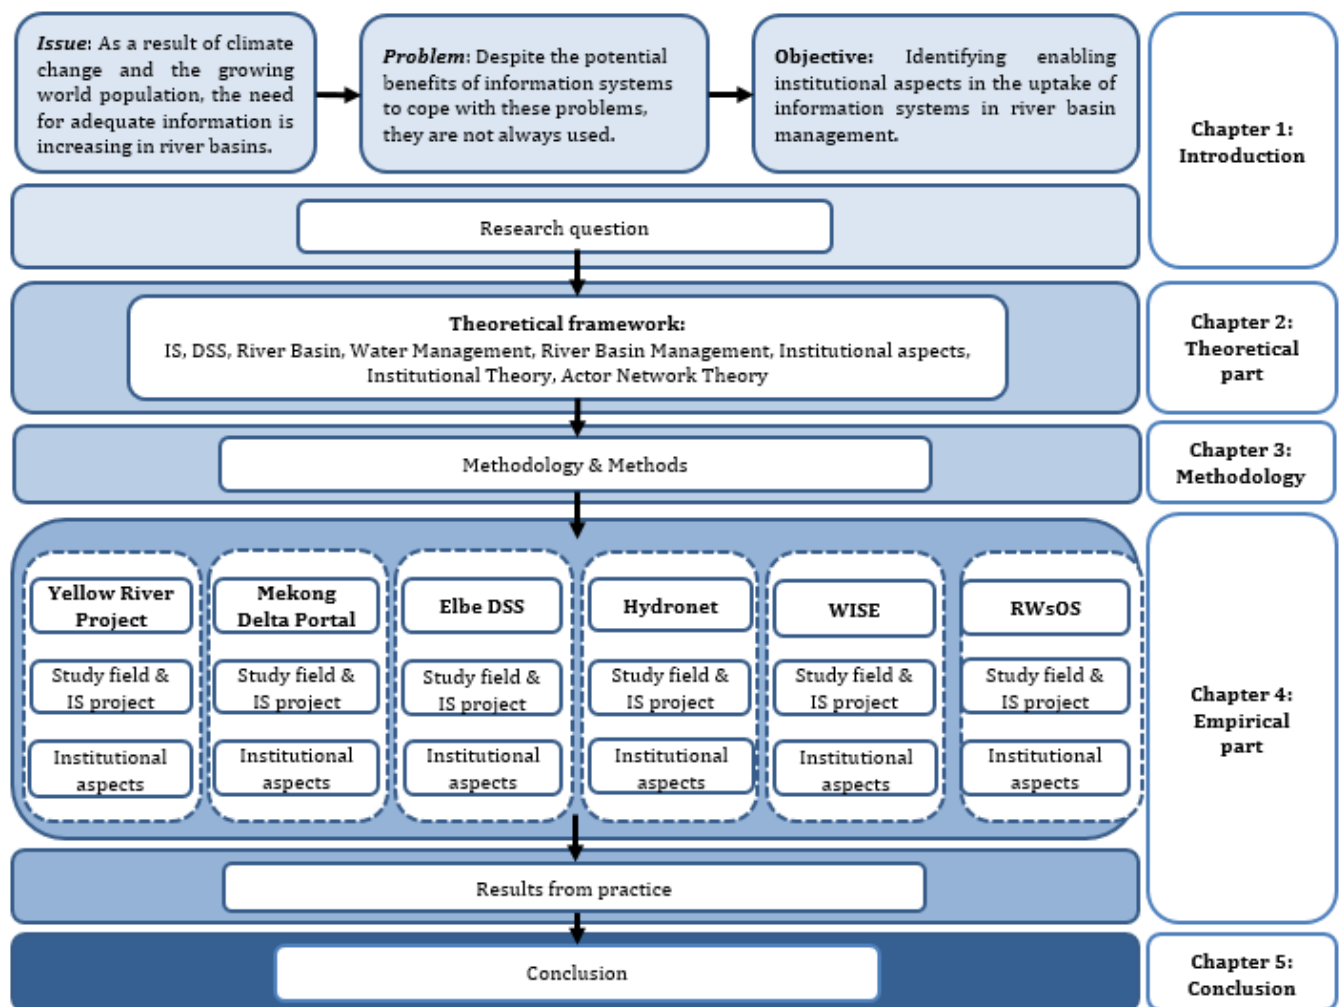 Issue: As a result of climate
change and the growing
world population, the need
for adequate information is
increasing in river basins.
Problem: Despite the potential
benefits of information systems
to cope with these problems,
they are not always used.
Objective: Identifying enabling
institutional aspects in the uptake of
information systems in river basin
management.
Chapter 1:
Introduction
Research question
Theoretical framework:
IS, DSS, River Basin, Water Management, River Basin Management, Institutional aspects,
Institutional Theory, Actor Network Theory
Chapter 2:
Theoretical
part
Methodology & Methods
Chapter 3:
Methodology
Yellow River
Project
Study field &
IS project
Institutional
aspects
Mekong
Delta Portal
Study field &
IS project
Institutional
aspects
Elbe DSS
Study field &
IS project
Institutional
aspects
Hydronet
Study field &
IS project
Institutional
aspects
WISE
Study field &
IS project
Institutional
aspects
RWsOS
Study field &
IS project
Institutional
aspects
Chapter 4:
Empirical
part
Results from practice
Conclusion
Chapter 5:
Conclusion